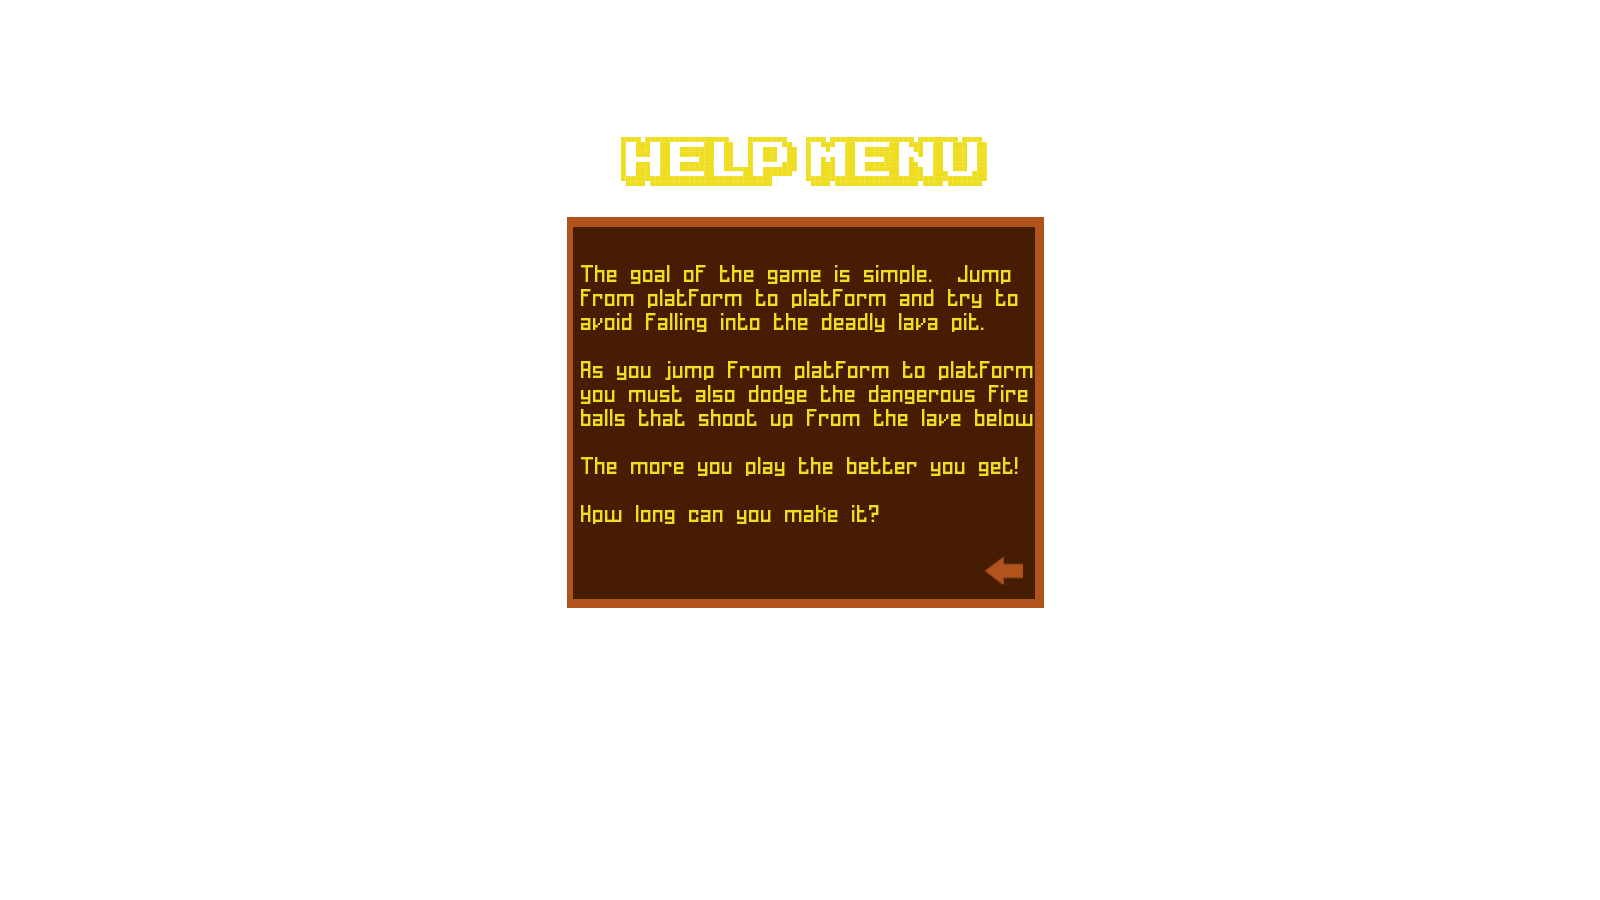 HELP MENU
The goal of the game is simple.  Jump
from platform to platform and try to
avoid falling into the deadly lava pit.
As you jump from platform to platform
you must also dodge the dangerous fire
balls that shoot up from the lave below
The more you play the better you get!
Hpw long can you make it?